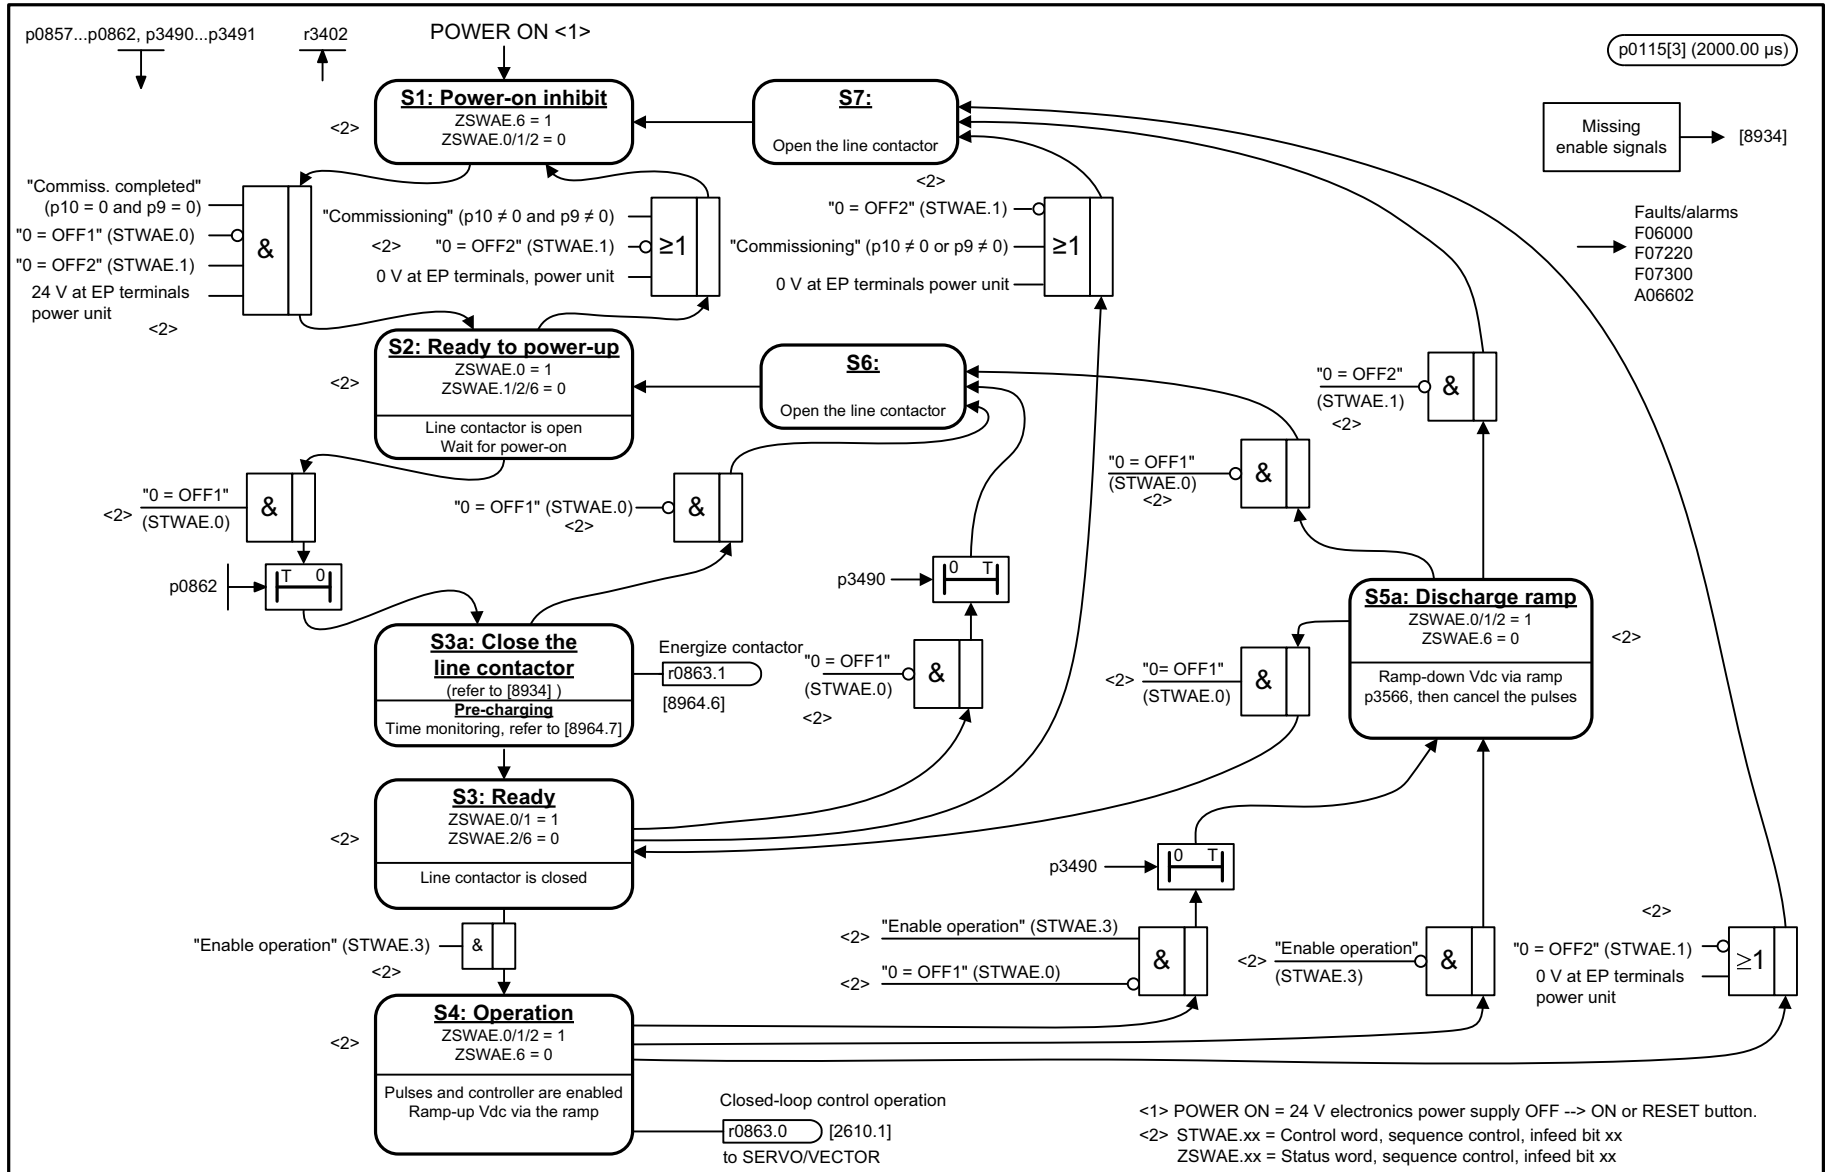 p0857...p0862, p3490...p3491
r3402
POWER ON <1>
p0115[3] (2000.00 µs)
S1: Power-on inhibit
ZSWAE.6 = 1
ZSWAE.0/1/2 = 0
<2>
S7:
Open the line contactor
<2>
Missing
enable signals
[8934]
"Commiss. completed"
(p10 = 0 and p9 = 0)
"0 = OFF1" (STWAE.0)
"0 = OFF2" (STWAE.1)
24 V at EP terminals
power unit
<2>
&
"Commissioning" (p10 ≠ 0 and p9 ≠ 0)
<2> "0 = OFF2" (STWAE.1)
0 V at EP terminals, power unit
≥1
"0 = OFF2" (STWAE.1)
"Commissioning" (p10 ≠ 0 or p9 ≠ 0)
0 V at EP terminals power unit
≥1
Faults/alarms
F06000
F07220
F07300
A06602
S2: Ready to power-up
ZSWAE.0 = 1
ZSWAE.1/2/6 = 0
Line contactor is open
Wait for power-on
<2>
S6:
Open the line contactor
"0 = OFF2"
(STWAE.1)
<2>
&
"0 = OFF1"
(STWAE.0)
<2>
&
<2> "0 = OFF1"
(STWAE.0)
&
"0 = OFF1" (STWAE.0)
<2>
&
p0862
T 0
p3490
0 T
S3a: Close the
line contactor
(refer to [8934] )
Pre-charging
Time monitoring, refer to [8964.7]
Energize contactor
r0863.1
[8964.6]
"0 = OFF1"
(STWAE.0)
<2>
&
<2> "0= OFF1"
(STWAE.0)
&
S5a: Discharge ramp
ZSWAE.0/1/2 = 1
ZSWAE.6 = 0
Ramp-down Vdc via ramp
p3566, then cancel the pulses
<2>
S3: Ready
ZSWAE.0/1 = 1
ZSWAE.2/6 = 0
Line contactor is closed
<2>
p3490
0 T
"Enable operation" (STWAE.3)
<2>
&
<2> "Enable operation" (STWAE.3)
<2> "0 = OFF1" (STWAE.0)
&
<2> "Enable operation"
(STWAE.3)
&
<2>
"0 = OFF2" (STWAE.1)
0 V at EP terminals
power unit
≥1
S4: Operation
ZSWAE.0/1/2 = 1
ZSWAE.6 = 0
Pulses and controller are enabled
Ramp-up Vdc via the ramp
<2>
Closed-loop control operation
r0863.0
[2610.1]
to SERVO/VECTOR
<1> POWER ON = 24 V electronics power supply OFF --> ON or RESET button.
<2> STWAE.xx = Control word, sequence control, infeed bit xx
ZSWAE.xx = Status word, sequence control, infeed bit xx